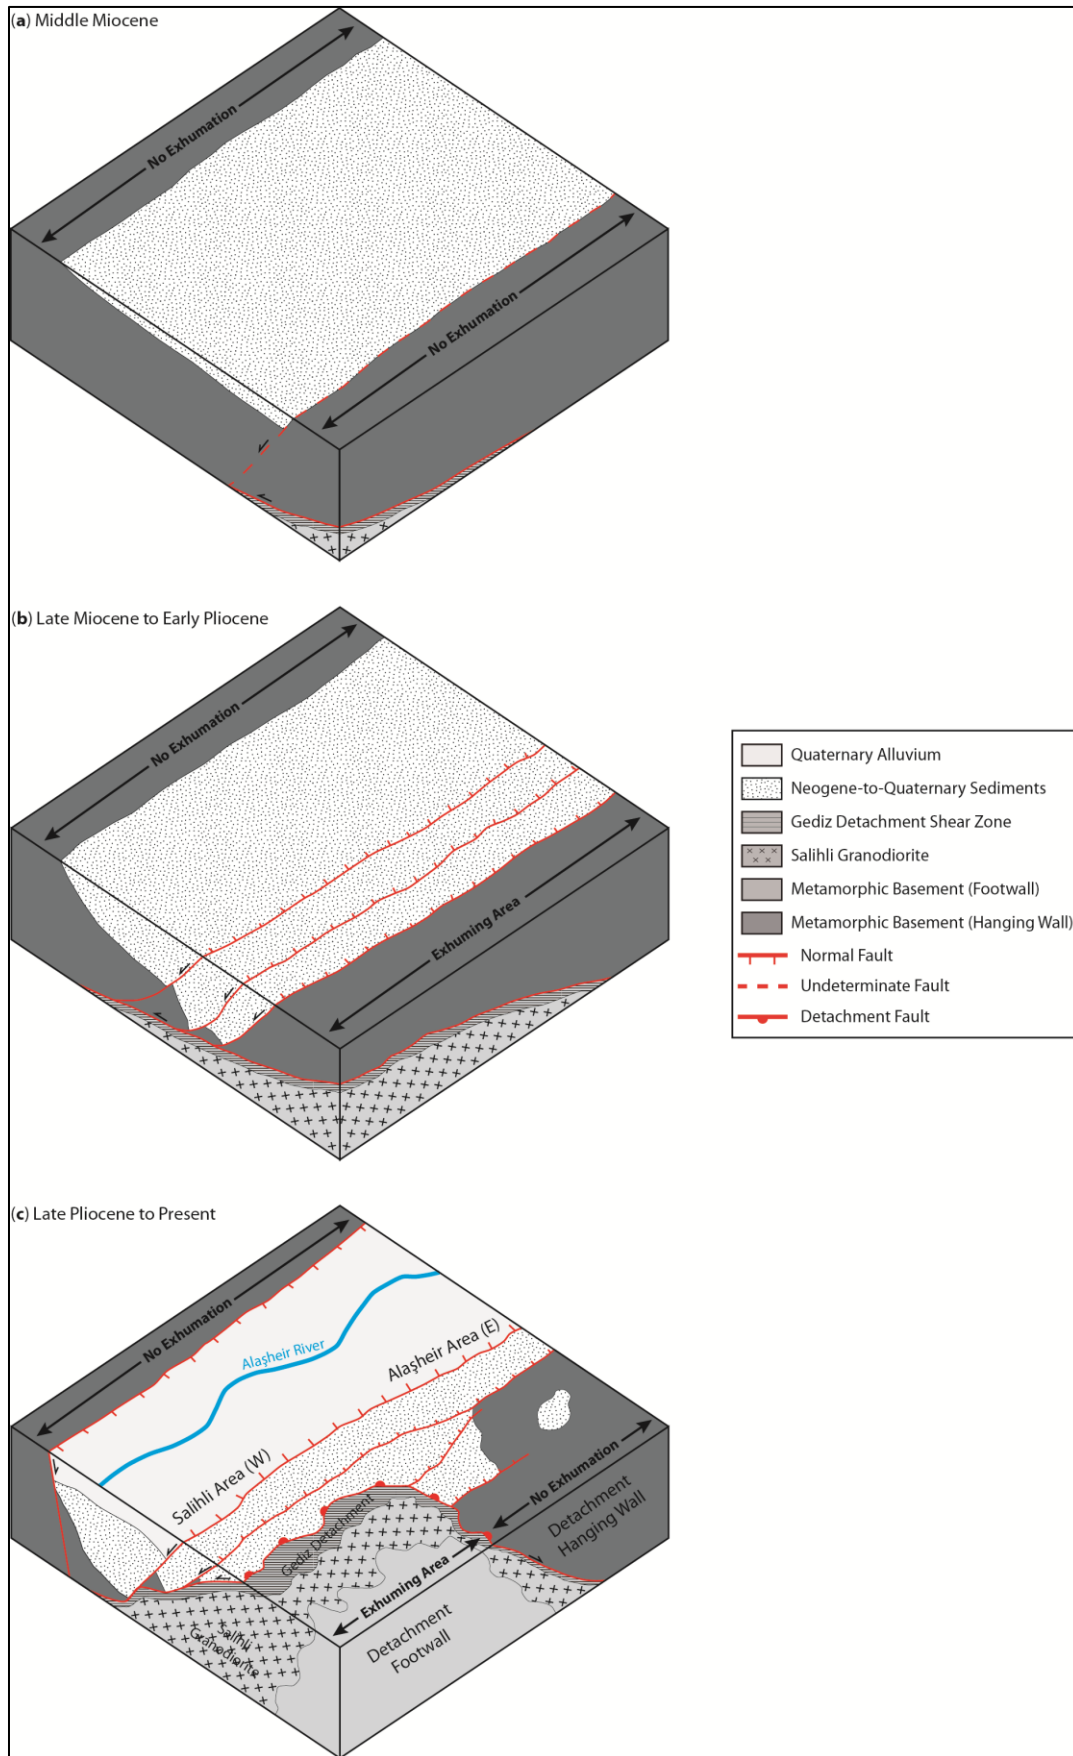 (a) Middle Miocene
No Exhumation
No Exhumation
(b) Late Miocene to Early Pliocene
No Exhumation
Exhuming Area
Quaternary Alluvium
Neogene-to-Quaternary Sediments
Gediz Detachment Shear Zone
Salihli Granodiorite
Metamorphic Basement (Footwall)
Metamorphic Basement (Hanging Wall)
Normal Fault
Undeterminate Fault
Detachment Fault
(c) Late Pliocene to Present
No Exhumation
Alaşheir River
Alaşheir Area (E)
Salihli Area (W)
Gediz Detachment
No Exhumation
Detachment
Hanging Wall
Exhuming Area
Detachment
Footwall
Salihli
Granodiorite